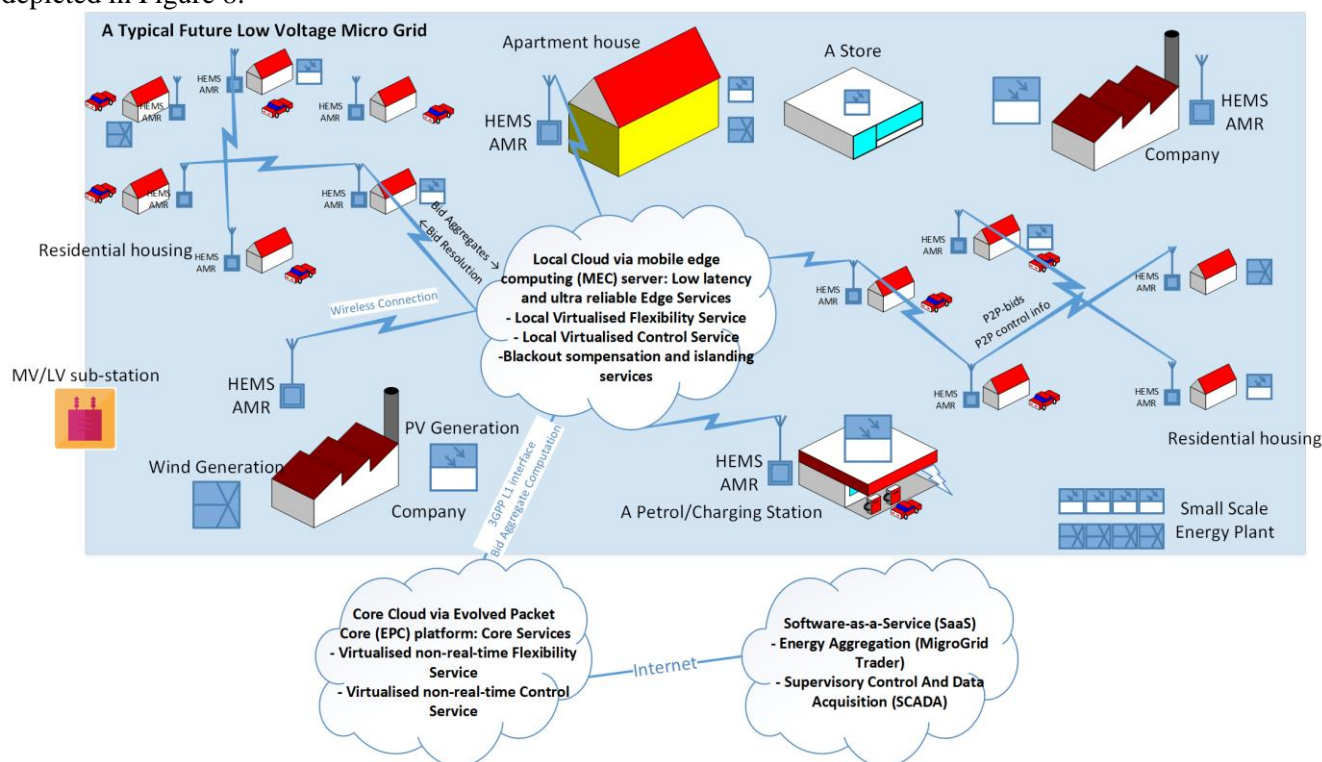 depicted in Figure 8.
A Typical Future Low Voltage Micro Grid
HEMS
AMR
HEMS
AMR
HEMS
AMR
HEMS
AMR
HEMS
AMR
Residential housing
HEMS
AMR
Apartment house
HEMS
AMR
A Store
HEMS
AMR
Company
Bid Aggregates →
← Bid Resolution
Wireless Connection
Local Cloud via mobile edge
computing (MEC) server: Low latency
and ultra reliable Edge Services
- Local Virtualised Flexibility Service
- Local Virtualised Control Service
-Blackout sompensation and islanding
services
HEMS
AMR
HEMS
AMR
HEMS
AMR
P2P-bids
P2P control info
HEMS
AMR
HEMS
AMR
Residential housing
MV/LV sub-station
HEMS
AMR
Wind Generation
PV Generation
Company
3GPP L1 interface
Bid Aggregate Computation
HEMS
AMR
A Petrol/Charging Station
Small Scale
Energy Plant
Core Cloud via Evolved Packet
Core (EPC) platform: Core Services
- Virtualised non-real-time Flexibility
Service
- Virtualised non-real-time Control
Service
Internet
Software-as-a-Service (SaaS)
- Energy Aggregation (MigroGrid
Trader)
- Supervisory Control And Data
Acquisition (SCADA)